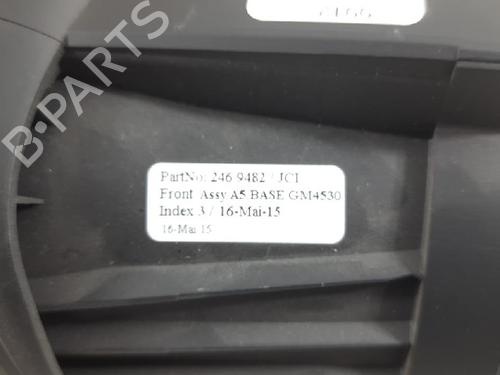 PartNo: 246 9482 / JCI
Front Assy A5 BASE GM4530
Index 3 / 16-Mai-15
16-Mai 15
B-PARTS